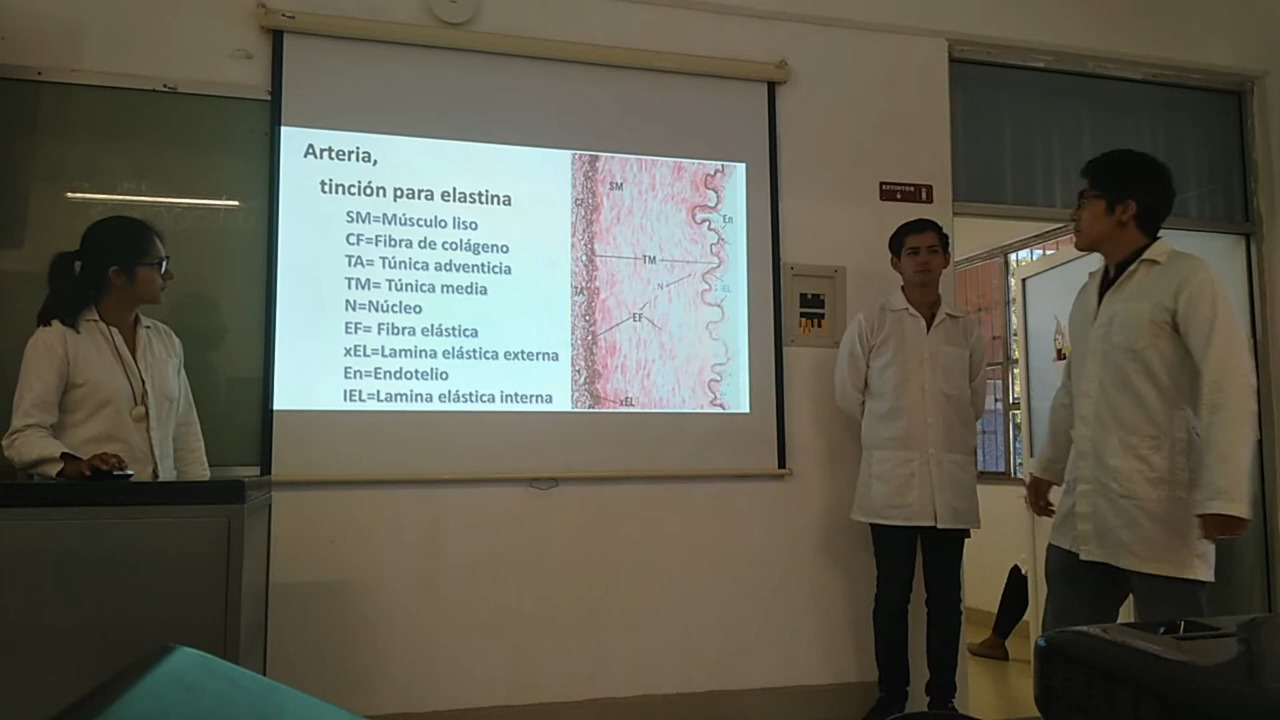 Arteria,
tinción para elastina
SM=Músculo liso
CF=Fibra de colágeno
TA= Túnica adventicia
TM= Túnica media
N=Núcleo
EF= Fibra elástica
xEL=Lamina elástica externa
En=Endotelio
IEL=Lamina elástica interna
SM
CF
En
TM
N
TA
EF
xEL
EXTINTOR